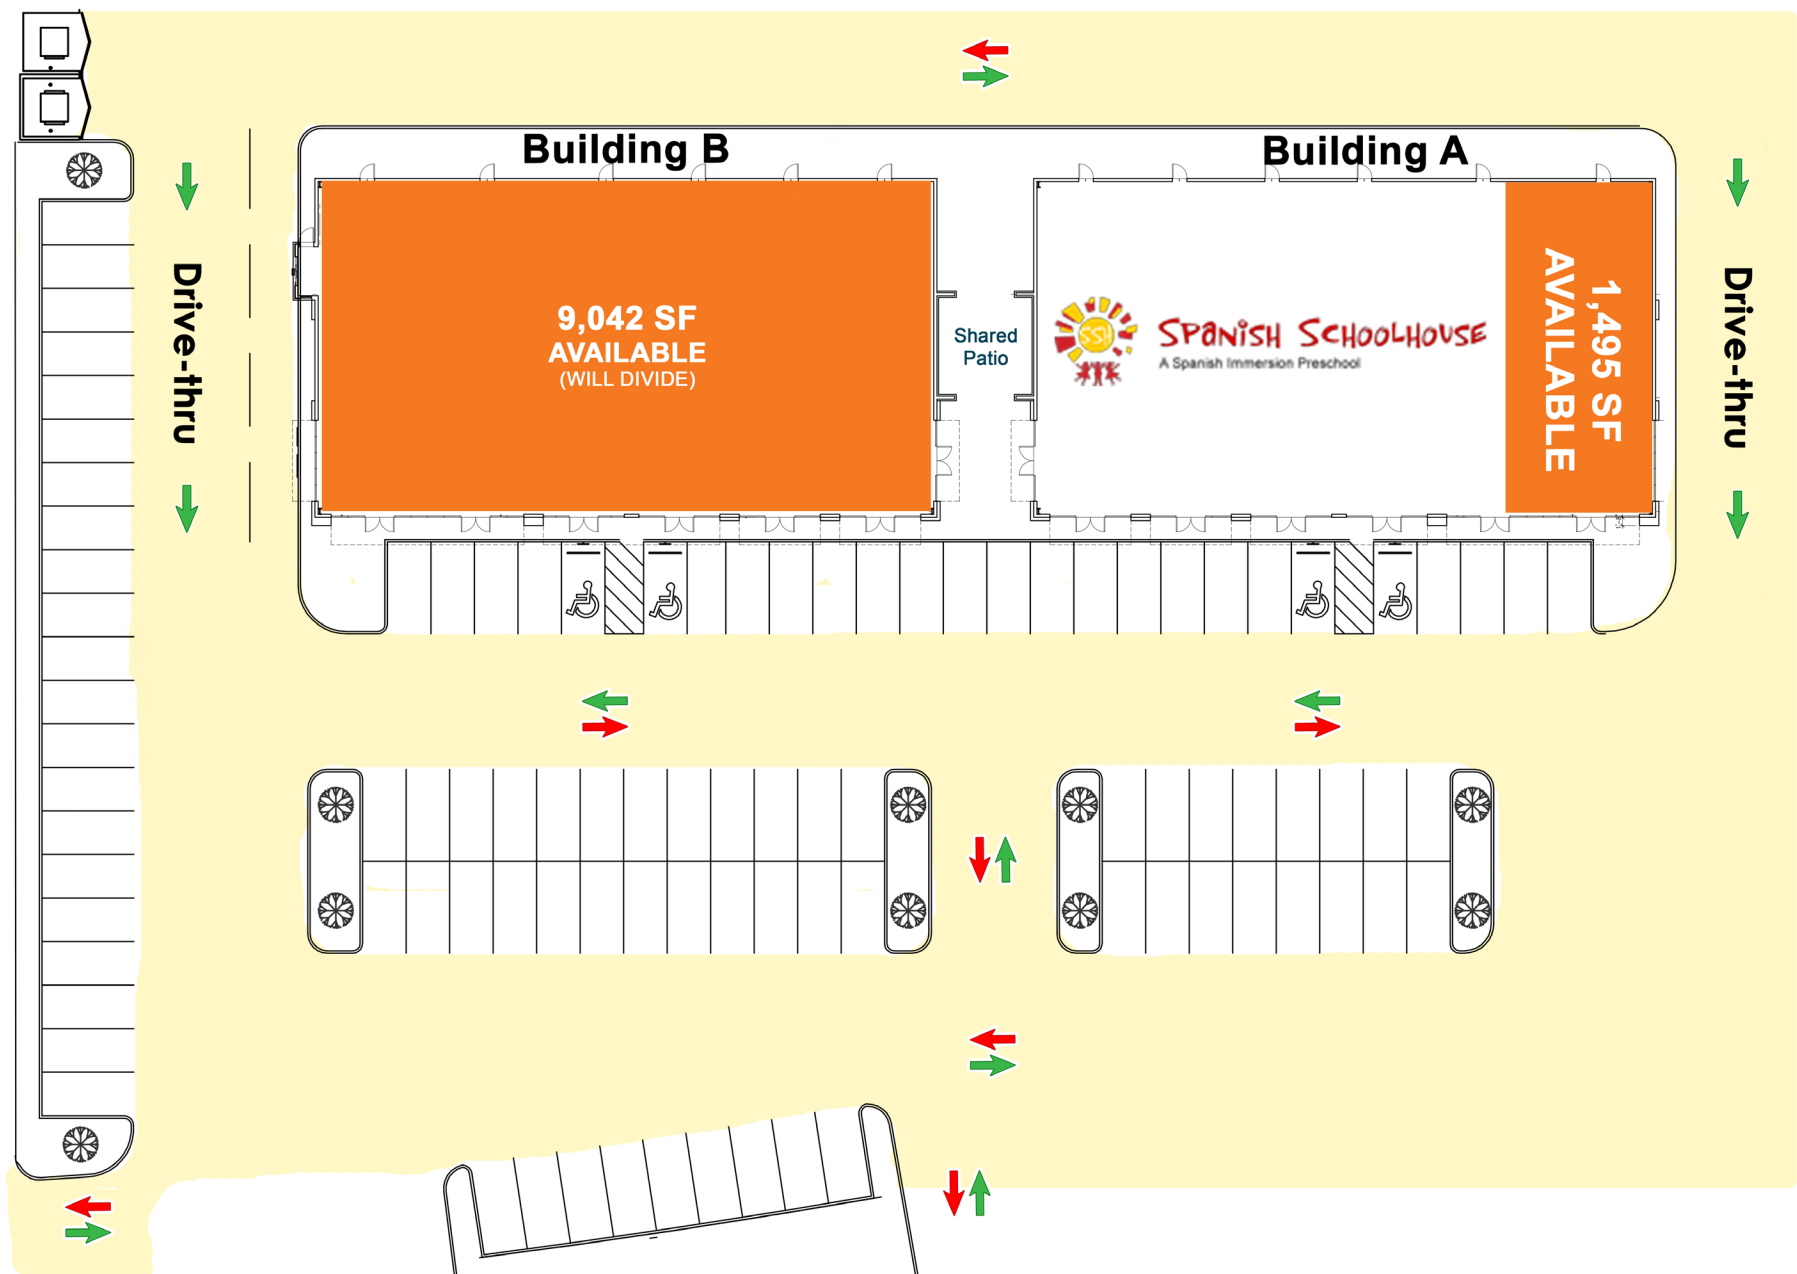 Building B
Building A
Drive-thru
9,042 SF
AVAILABLE
(WILL DIVIDE)
Shared
Patio
SSH
SPANISH SCHOOLHOUSE
A Spanish Immersion Preschool
1,495 SF
AVAILABLE
Drive-thru